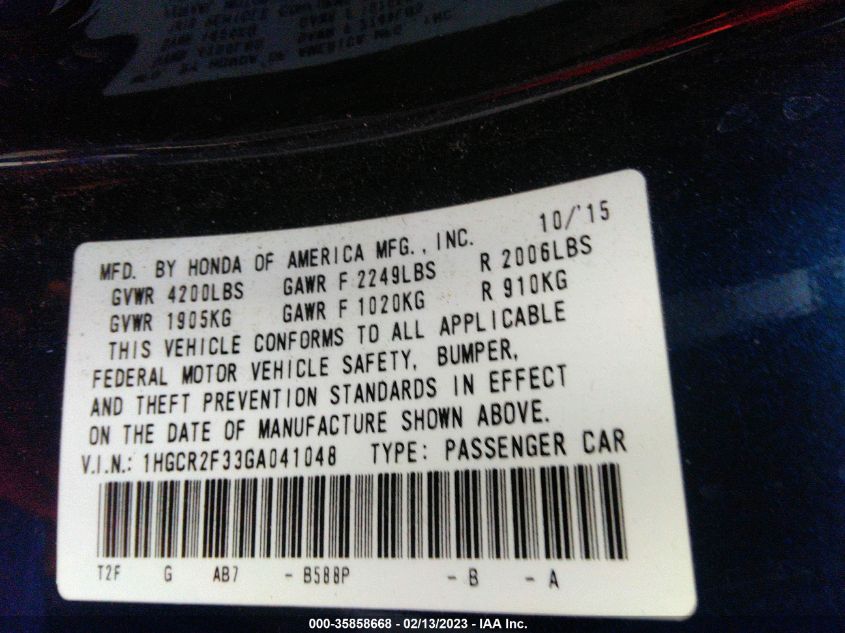 MFD. BY HONDA OF AMERICA MFG., INC. 10/'15
GVWR 4200LBS GAWR F 2249LBS R 2006LBS
GVWR 1905KG GAWR F 1020KG R 910KG
THIS VEHICLE CONFORMS TO ALL APPLICABLE
FEDERAL MOTOR VEHICLE SAFETY, BUMPER,
AND THEFT PREVENTION STANDARDS IN EFFECT
ON THE DATE OF MANUFACTURE SHOWN ABOVE.
V.I.N.: 1HGCR2F33GA041048 TYPE: PASSENGER CAR
T2F G AB7 - B588P - B - A
000-35858668 - 02/13/2023 - IAA Inc.